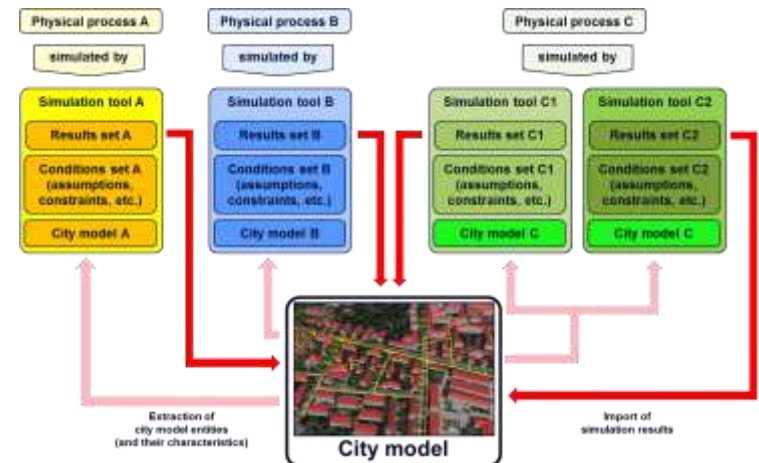 Physical process A
Physical process B
Physical process C
simulated by
simulated by
simulated by
Simulation tool A
Results set A
Conditions set A
(assumptions,
constraints, etc.)
City model A
Simulation tool B
Results set B
Conditions set B
(assumptions,
constraints, etc.)
City model B
Simulation tool C1
Results set C1
Conditions set C1
(assumptions,
constraints, etc.)
City model C
Simulation tool C2
Results set C2
Conditions set C2
(assumptions,
constraints, etc.)
City model C
Extraction of
city model entities
(and their characteristics)
City model
Import of
simulation results